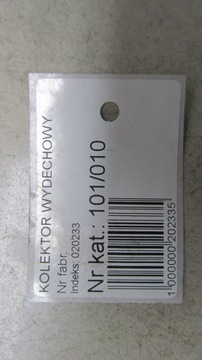 KOLEKTOR WYDECHOWY
Nr fabr.
Indeks: 020233
Nr kat.: 101/010
1 000000 202335